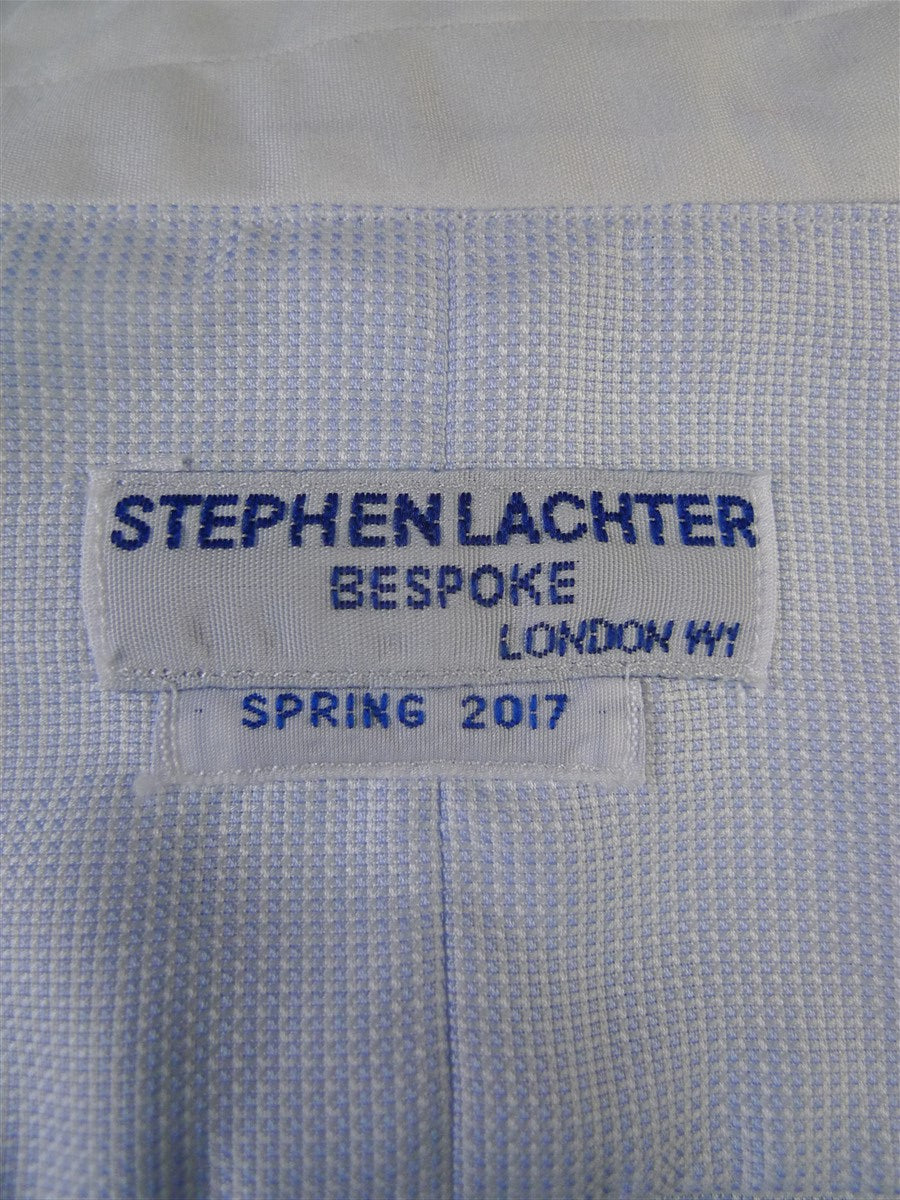 STEPHEN LACHTER
BESPOKE
LONDON W1
SPRING 2017